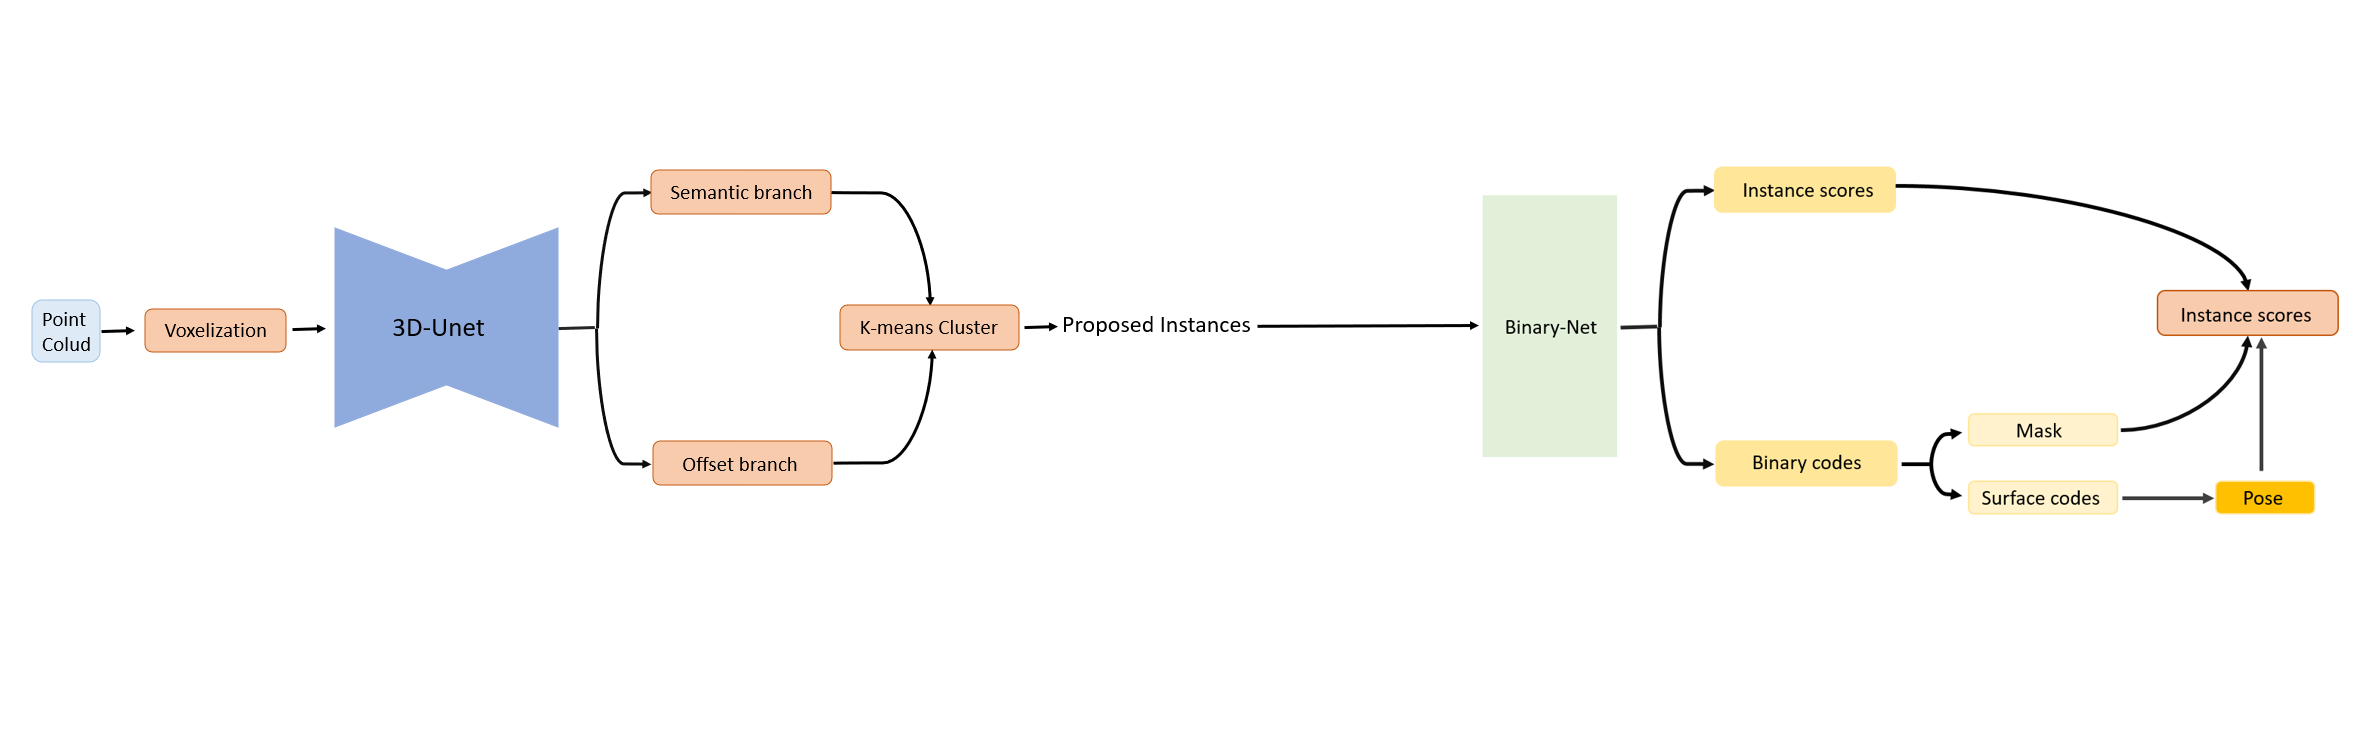 Point
Colud
Voxelization
3D-Unet
Semantic branch
Offset branch
K-means Cluster
Proposed Instances
Binary-Net
Instance scores
Binary codes
Mask
Surface codes
Pose
Instance scores